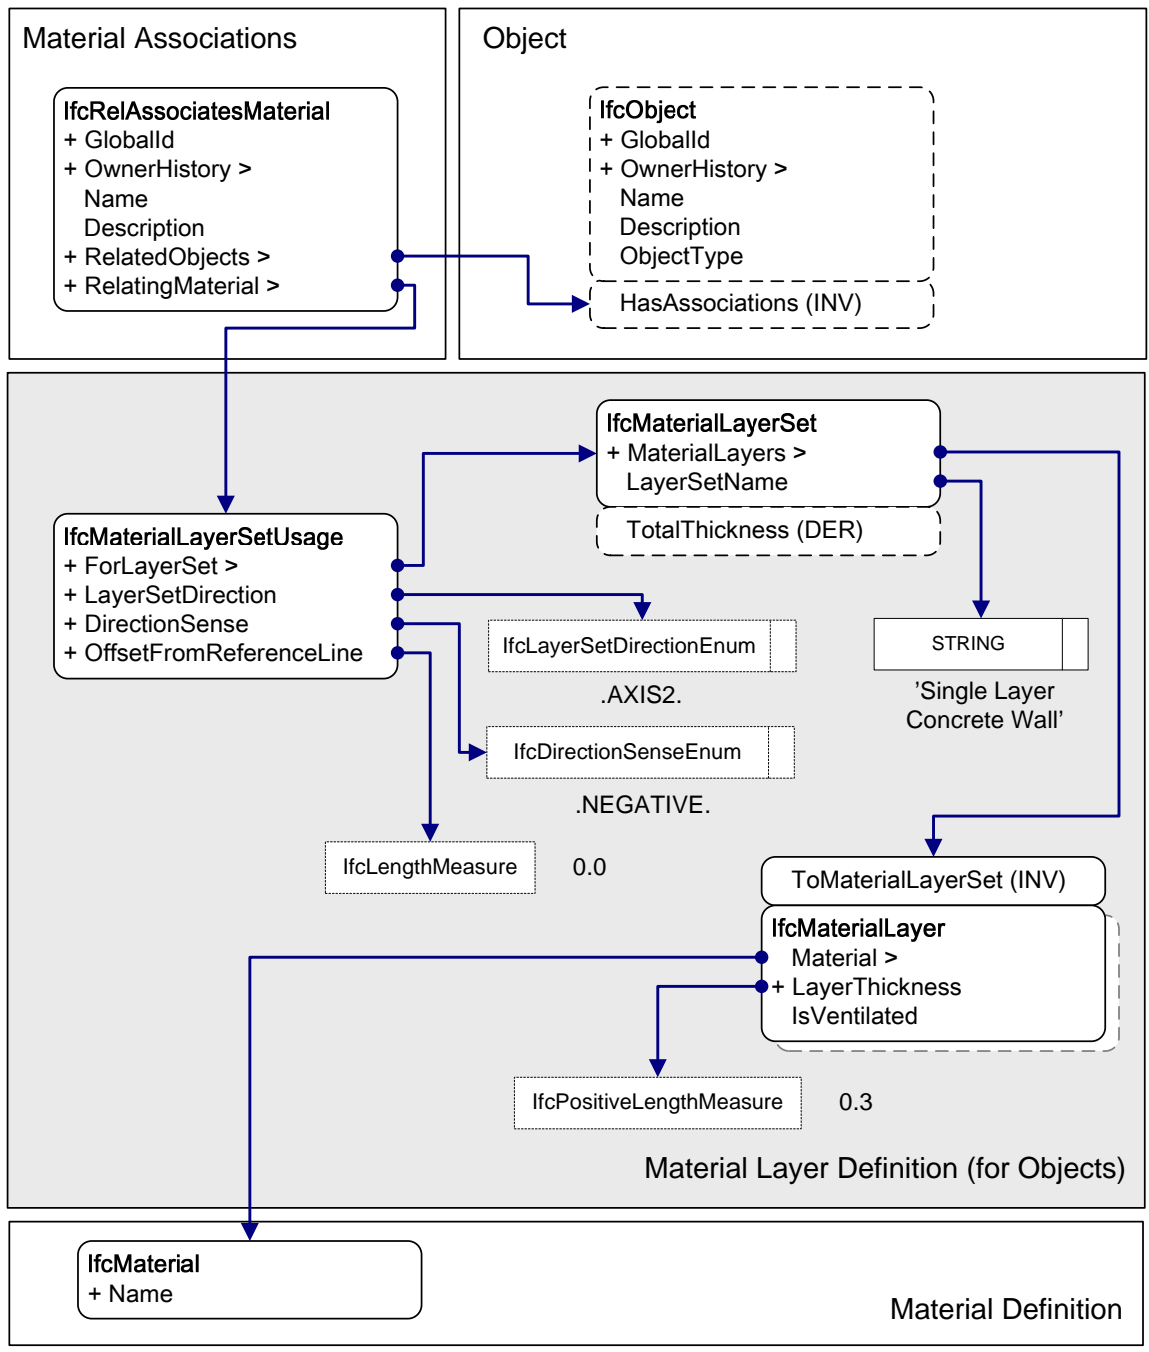 Material Associations
IfcRelAssociatesMaterial
+ GlobalId
+ OwnerHistory >
Name
Description
+ RelatedObjects >
+ RelatingMaterial >
Object
IfcObject
+ GlobalId
+ OwnerHistory >
Name
Description
ObjectType
HasAssociations (INV)
IfcMaterialLayerSet
+ MaterialLayers >
LayerSetName
TotalThickness (DER)
IfcMaterialLayerSetUsage
+ ForLayerSet >
+ LayerSetDirection
+ DirectionSense
+ OffsetFromReferenceLine
IfcLayerSetDirectionEnum
.AXIS2.
STRING
’Single Layer
Concrete Wall’
IfcDirectionSenseEnum
.NEGATIVE.
IfcLengthMeasure
0.0
ToMaterialLayerSet (INV)
IfcMaterialLayer
Material >
+ LayerThickness
IsVentilated
IfcPositiveLengthMeasure
0.3
Material Layer Definition (for Objects)
IfcMaterial
+ Name
Material Definition